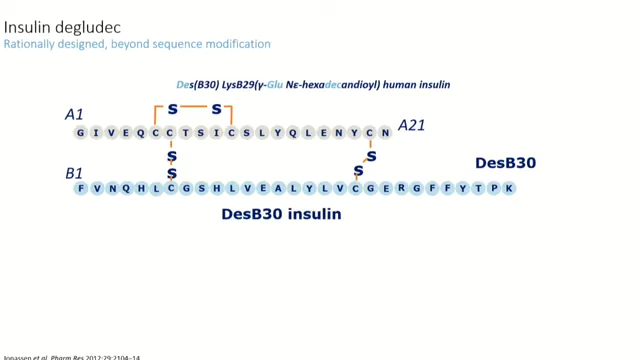 Insulin degludec
Rationally designed, beyond sequence modification
Des(B30) LysB29(γ-Glu Nε-hexadecandioyl) human insulin
S S
A1
G I V E Q C C T S I C S L Y Q L E N Y C N
A21
S S
S S
B1
DesB30
F V N Q H L C G S H L V E A L Y L V C G E R G F F Y T P K
DesB30 insulin
Jonassen et al. Pharm Res 2012;29:2104–14